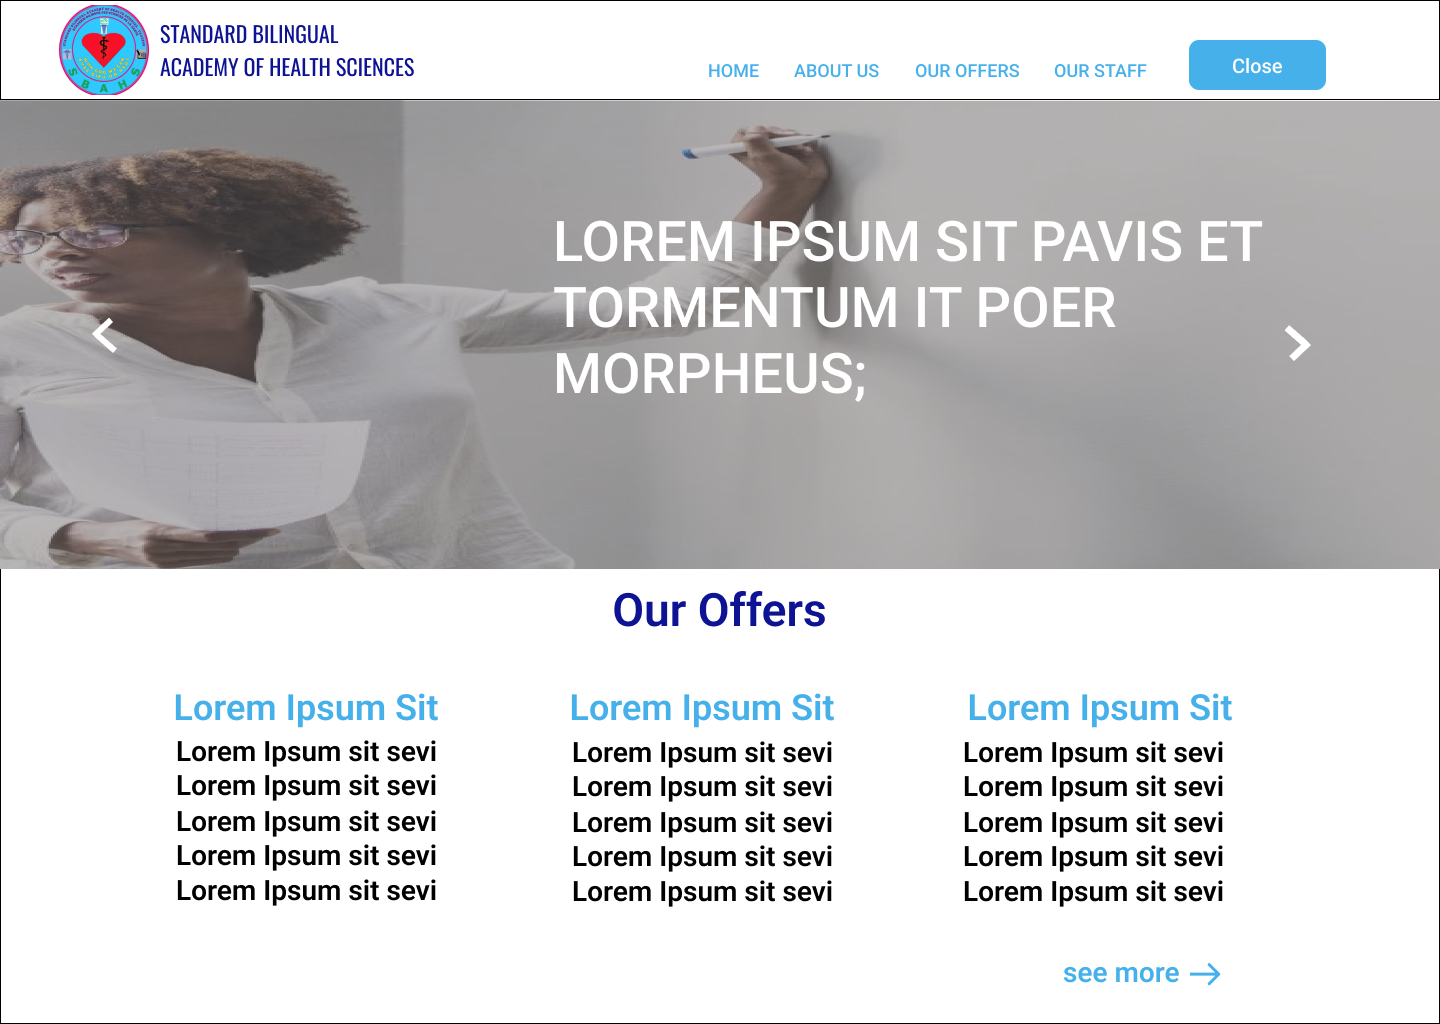 STANDARD BILINGUAL
ACADEMY OF HEALTH SCIENCES
SBAHS
HOME ABOUT US OUR OFFERS OUR STAFF Close
LOREM IPSUM SIT PAVIS ET
TORMENTUM IT POER
MORPHEUS;
Our Offers
Lorem Ipsum Sit
Lorem Ipsum sit sevi
Lorem Ipsum sit sevi
Lorem Ipsum sit sevi
Lorem Ipsum sit sevi
Lorem Ipsum sit sevi
Lorem Ipsum Sit
Lorem Ipsum sit sevi
Lorem Ipsum sit sevi
Lorem Ipsum sit sevi
Lorem Ipsum sit sevi
Lorem Ipsum sit sevi
Lorem Ipsum Sit
Lorem Ipsum sit sevi
Lorem Ipsum sit sevi
Lorem Ipsum sit sevi
Lorem Ipsum sit sevi
Lorem Ipsum sit sevi
see more